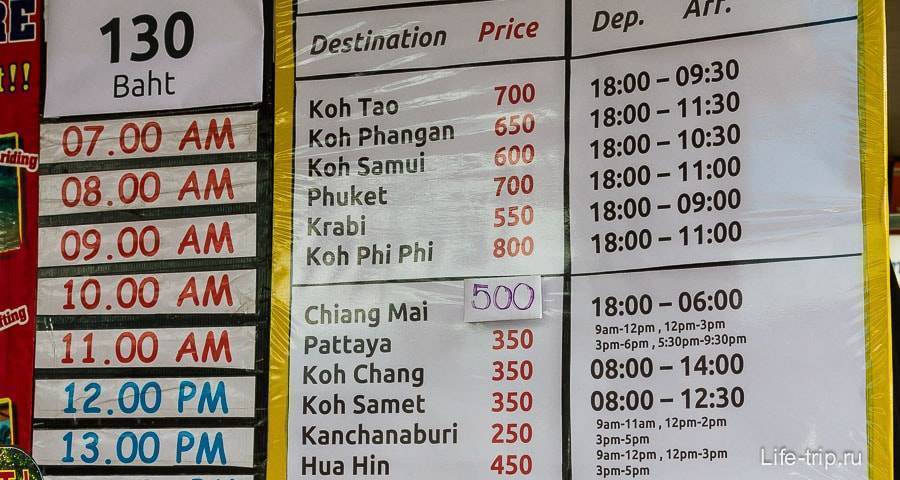 RE
!!
riding
fting
130
Baht
07.00 AM
08.00 AM
09.00 AM
10.00 AM
11.00 AM
12.00 PM
13.00 PM
Destination Price Dep. Arr.
Koh Tao 700 18:00 – 09:30
Koh Phangan 650 18:00 – 11:30
Koh Samui 600 18:00 – 10:30
Phuket 700 18:00 – 11:00
Krabi 550 18:00 – 09:00
Koh Phi Phi 800 18:00 – 11:00
Chiang Mai 500 18:00 – 06:00
Pattaya 350 9am-12pm , 12pm-3pm
3pm-6pm , 5:30pm-9:30pm
Koh Chang 350 08:00 – 14:00
Koh Samet 350 08:00 – 12:30
Kanchanaburi 250 9am-11am , 12pm-2pm
3pm-5pm
Hua Hin 450 9am-12pm , 12pm-3pm
3pm-5pm
Life-trip.ru